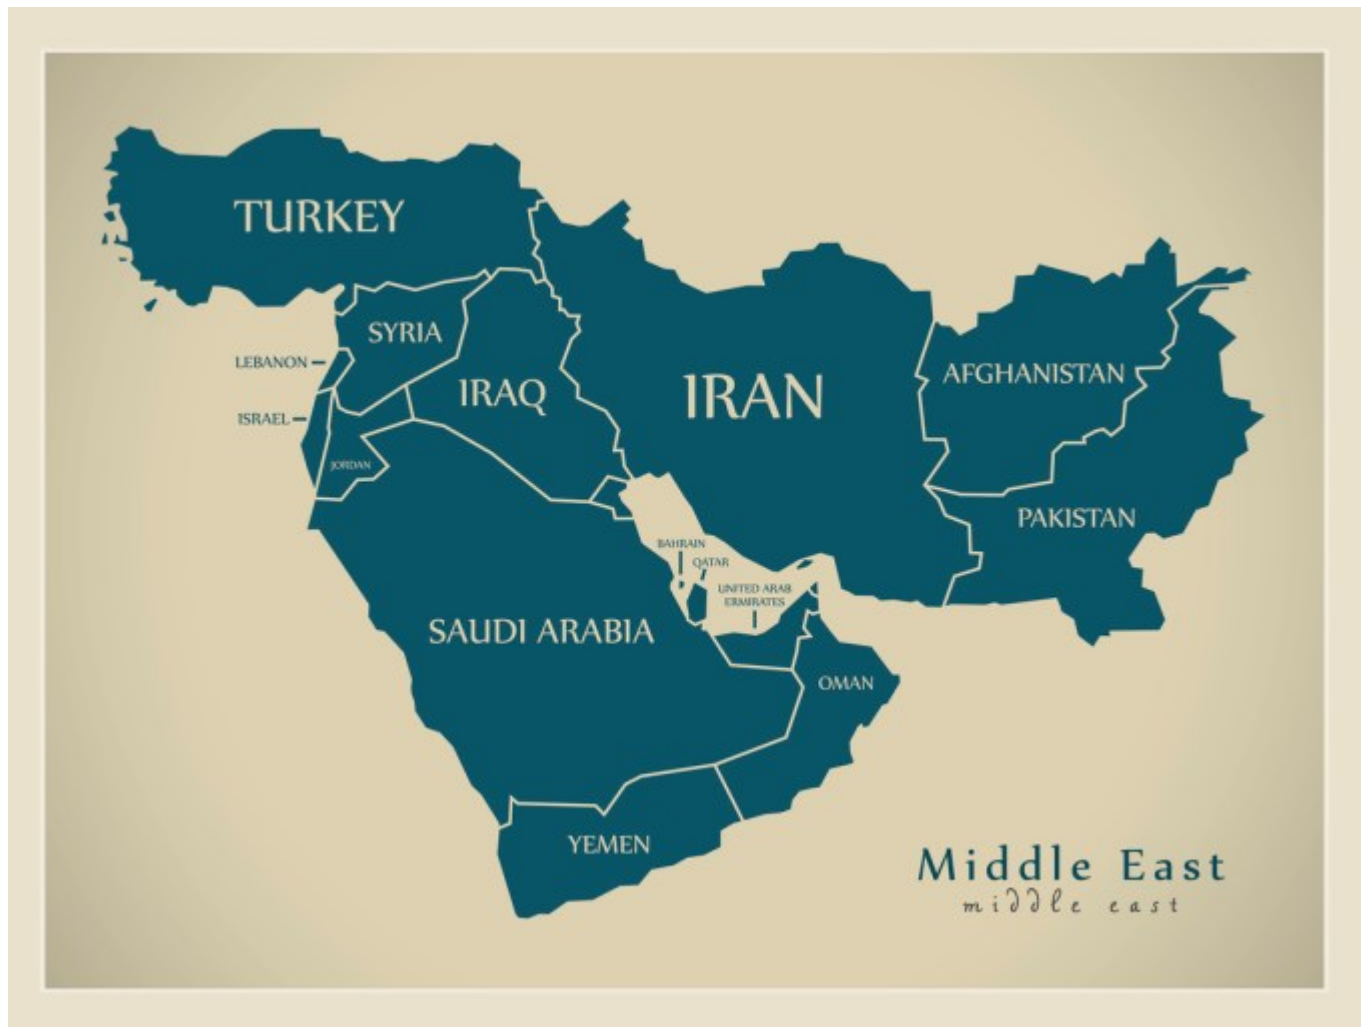 TURKEY
SYRIA
LEBANON
IRAQ
IRAN
AFGHANISTAN
ISRAEL
JORDAN
PAKISTAN
BAHRAIN
QATAR
UNITED ARAB
ERMIRATES
SAUDI ARABIA
OMAN
YEMEN
Middle East
middle east